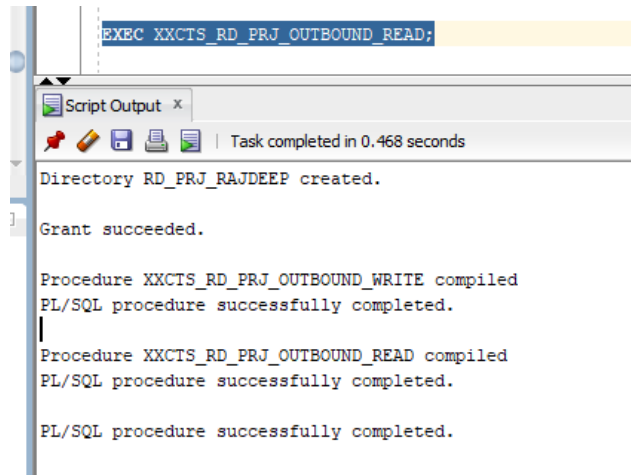 EXEC XXCTS_RD_PRJ_OUTBOUND_READ;
Script Output x
Task completed in 0.468 seconds
Directory RD_PRJ_RAJDEEP created.
Grant succeeded.
Procedure XXCTS_RD_PRJ_OUTBOUND_WRITE compiled
PL/SQL procedure successfully completed.
Procedure XXCTS_RD_PRJ_OUTBOUND_READ compiled
PL/SQL procedure successfully completed.
PL/SQL procedure successfully completed.